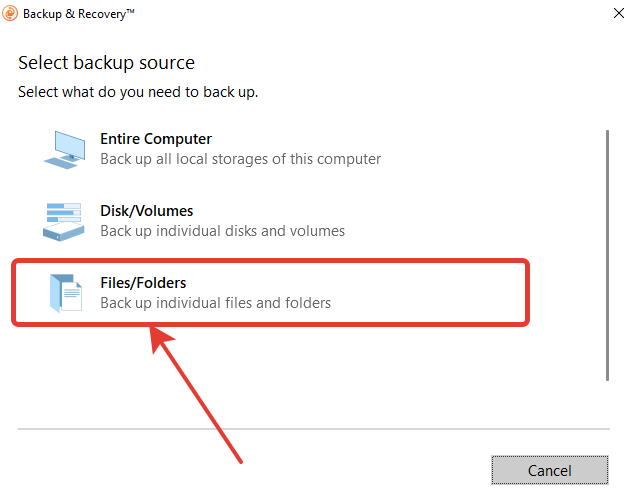 Backup & Recovery™
Select backup source
Select what do you need to back up.
Entire Computer
Back up all local storages of this computer
Disk/Volumes
Back up individual disks and volumes
Files/Folders
Back up individual files and folders
Cancel